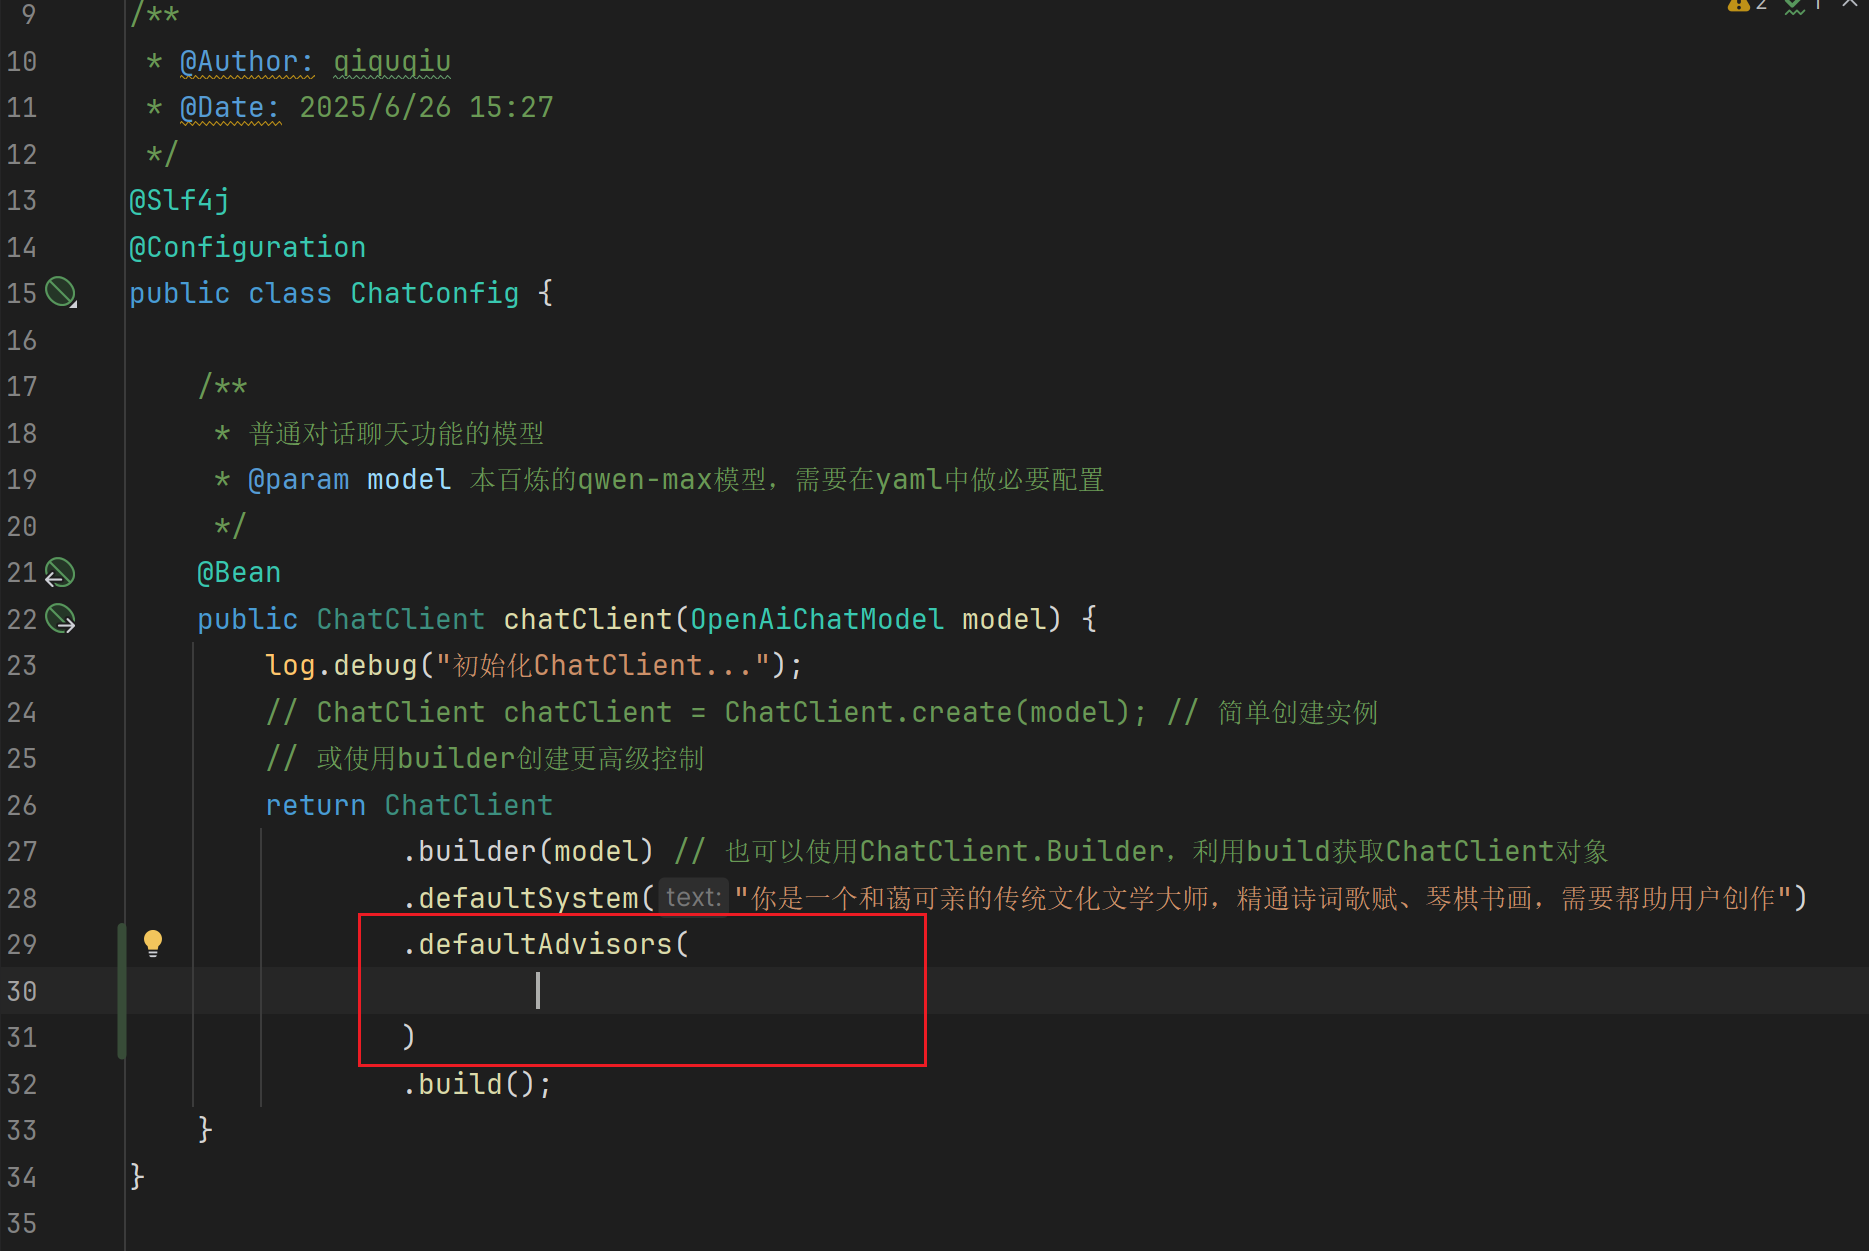 9 /**
10 * @Author: qiquqiu
11 * @Date: 2025/6/26 15:27
12 */
13 @Slf4j
14 @Configuration
15 public class ChatConfig {
16
17 /**
18 * 普通对话聊天功能的模型
19 * @param model 本百炼的qwen-max模型，需要在yaml中做必要配置
20 */
21 @Bean
22 public ChatClient chatClient(OpenAiChatModel model) {
23 log.debug("初始化ChatClient...");
24 // ChatClient chatClient = ChatClient.create(model); // 简单创建实例
25 // 或使用builder创建更高级控制
26 return ChatClient
27 .builder(model) // 也可以使用ChatClient.Builder，利用build获取ChatClient对象
28 .defaultSystem( text: "你是一个和蔼可亲的传统文化文学大师，精通诗词歌赋、琴棋书画，需要帮助用户创作")
29 .defaultAdvisors(
30
31 )
32 .build();
33 }
34 }
35